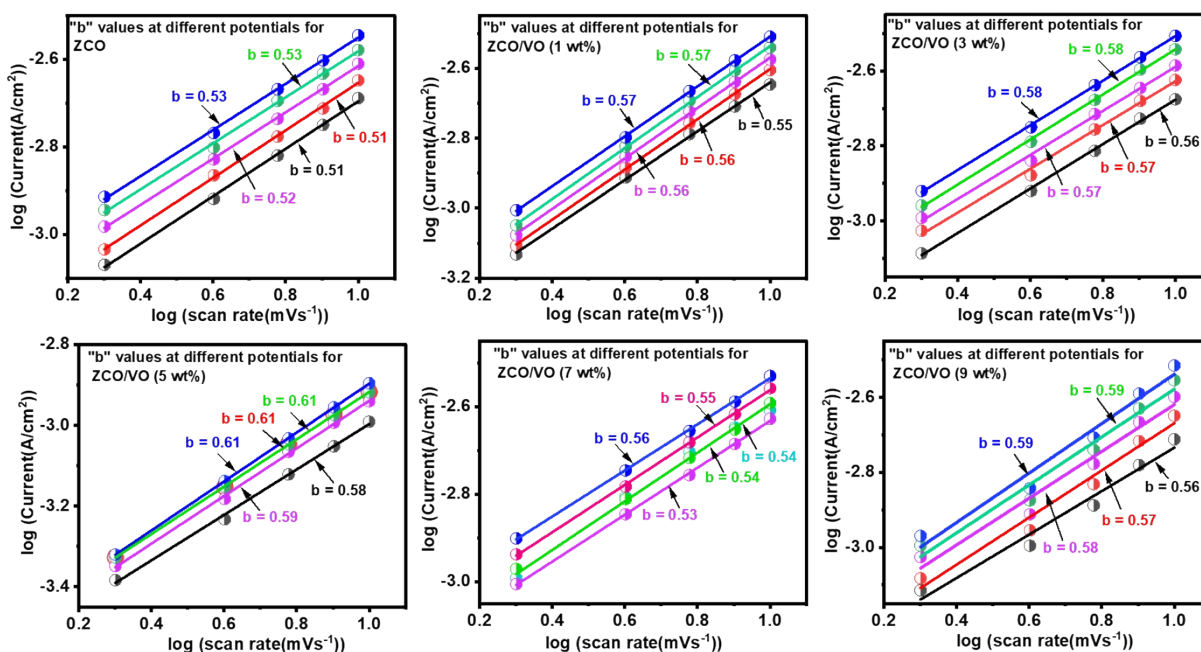 "b" values at different potentials for
ZCO
b = 0.53
b = 0.53
b = 0.51
b = 0.51
b = 0.52
-2.6
-2.8
-3.0
log (Current(A/cm²)
0.2 0.4 0.6 0.8 1.0
log (scan rate(mVs⁻¹))
"b" values at different potentials for
ZCO/VO (1 wt%)
b = 0.57
b = 0.57
b = 0.55
b = 0.56
b = 0.56
-2.6
-2.8
-3.0
-3.2
log (Current(A/cm²)
0.2 0.4 0.6 0.8 1.0
log (scan rate(mVs⁻¹))
"b" values at different potentials for
ZCO/VO (3 wt%)
b = 0.58
b = 0.58
b = 0.56
b = 0.57
b = 0.57
-2.6
-2.8
-3.0
log (Current(A/cm²)
0.2 0.4 0.6 0.8 1.0
log (scan rate(mVs⁻¹))
"b" values at different potentials for
ZCO/VO (5 wt%)
b = 0.61
b = 0.61
b = 0.61
b = 0.58
b = 0.59
-2.8
-3.0
-3.2
-3.4
log (Current(A/cm²)
0.2 0.4 0.6 0.8 1.0
log (scan rate(mVs⁻¹))
"b" values at different potentials for
ZCO/VO (7 wt%)
b = 0.55
b = 0.56
b = 0.54
b = 0.54
b = 0.53
-2.6
-2.8
-3.0
log (Current(A/cm²)
0.2 0.4 0.6 0.8 1.0
log (scan rate(mVs⁻¹))
"b" values at different potentials for
ZCO/VO (9 wt%)
b = 0.59
b = 0.59
b = 0.56
b = 0.57
b = 0.58
-2.6
-2.8
-3.0
log (Current(A/cm²)
0.2 0.4 0.6 0.8 1.0
log (scan rate(mVs⁻¹))